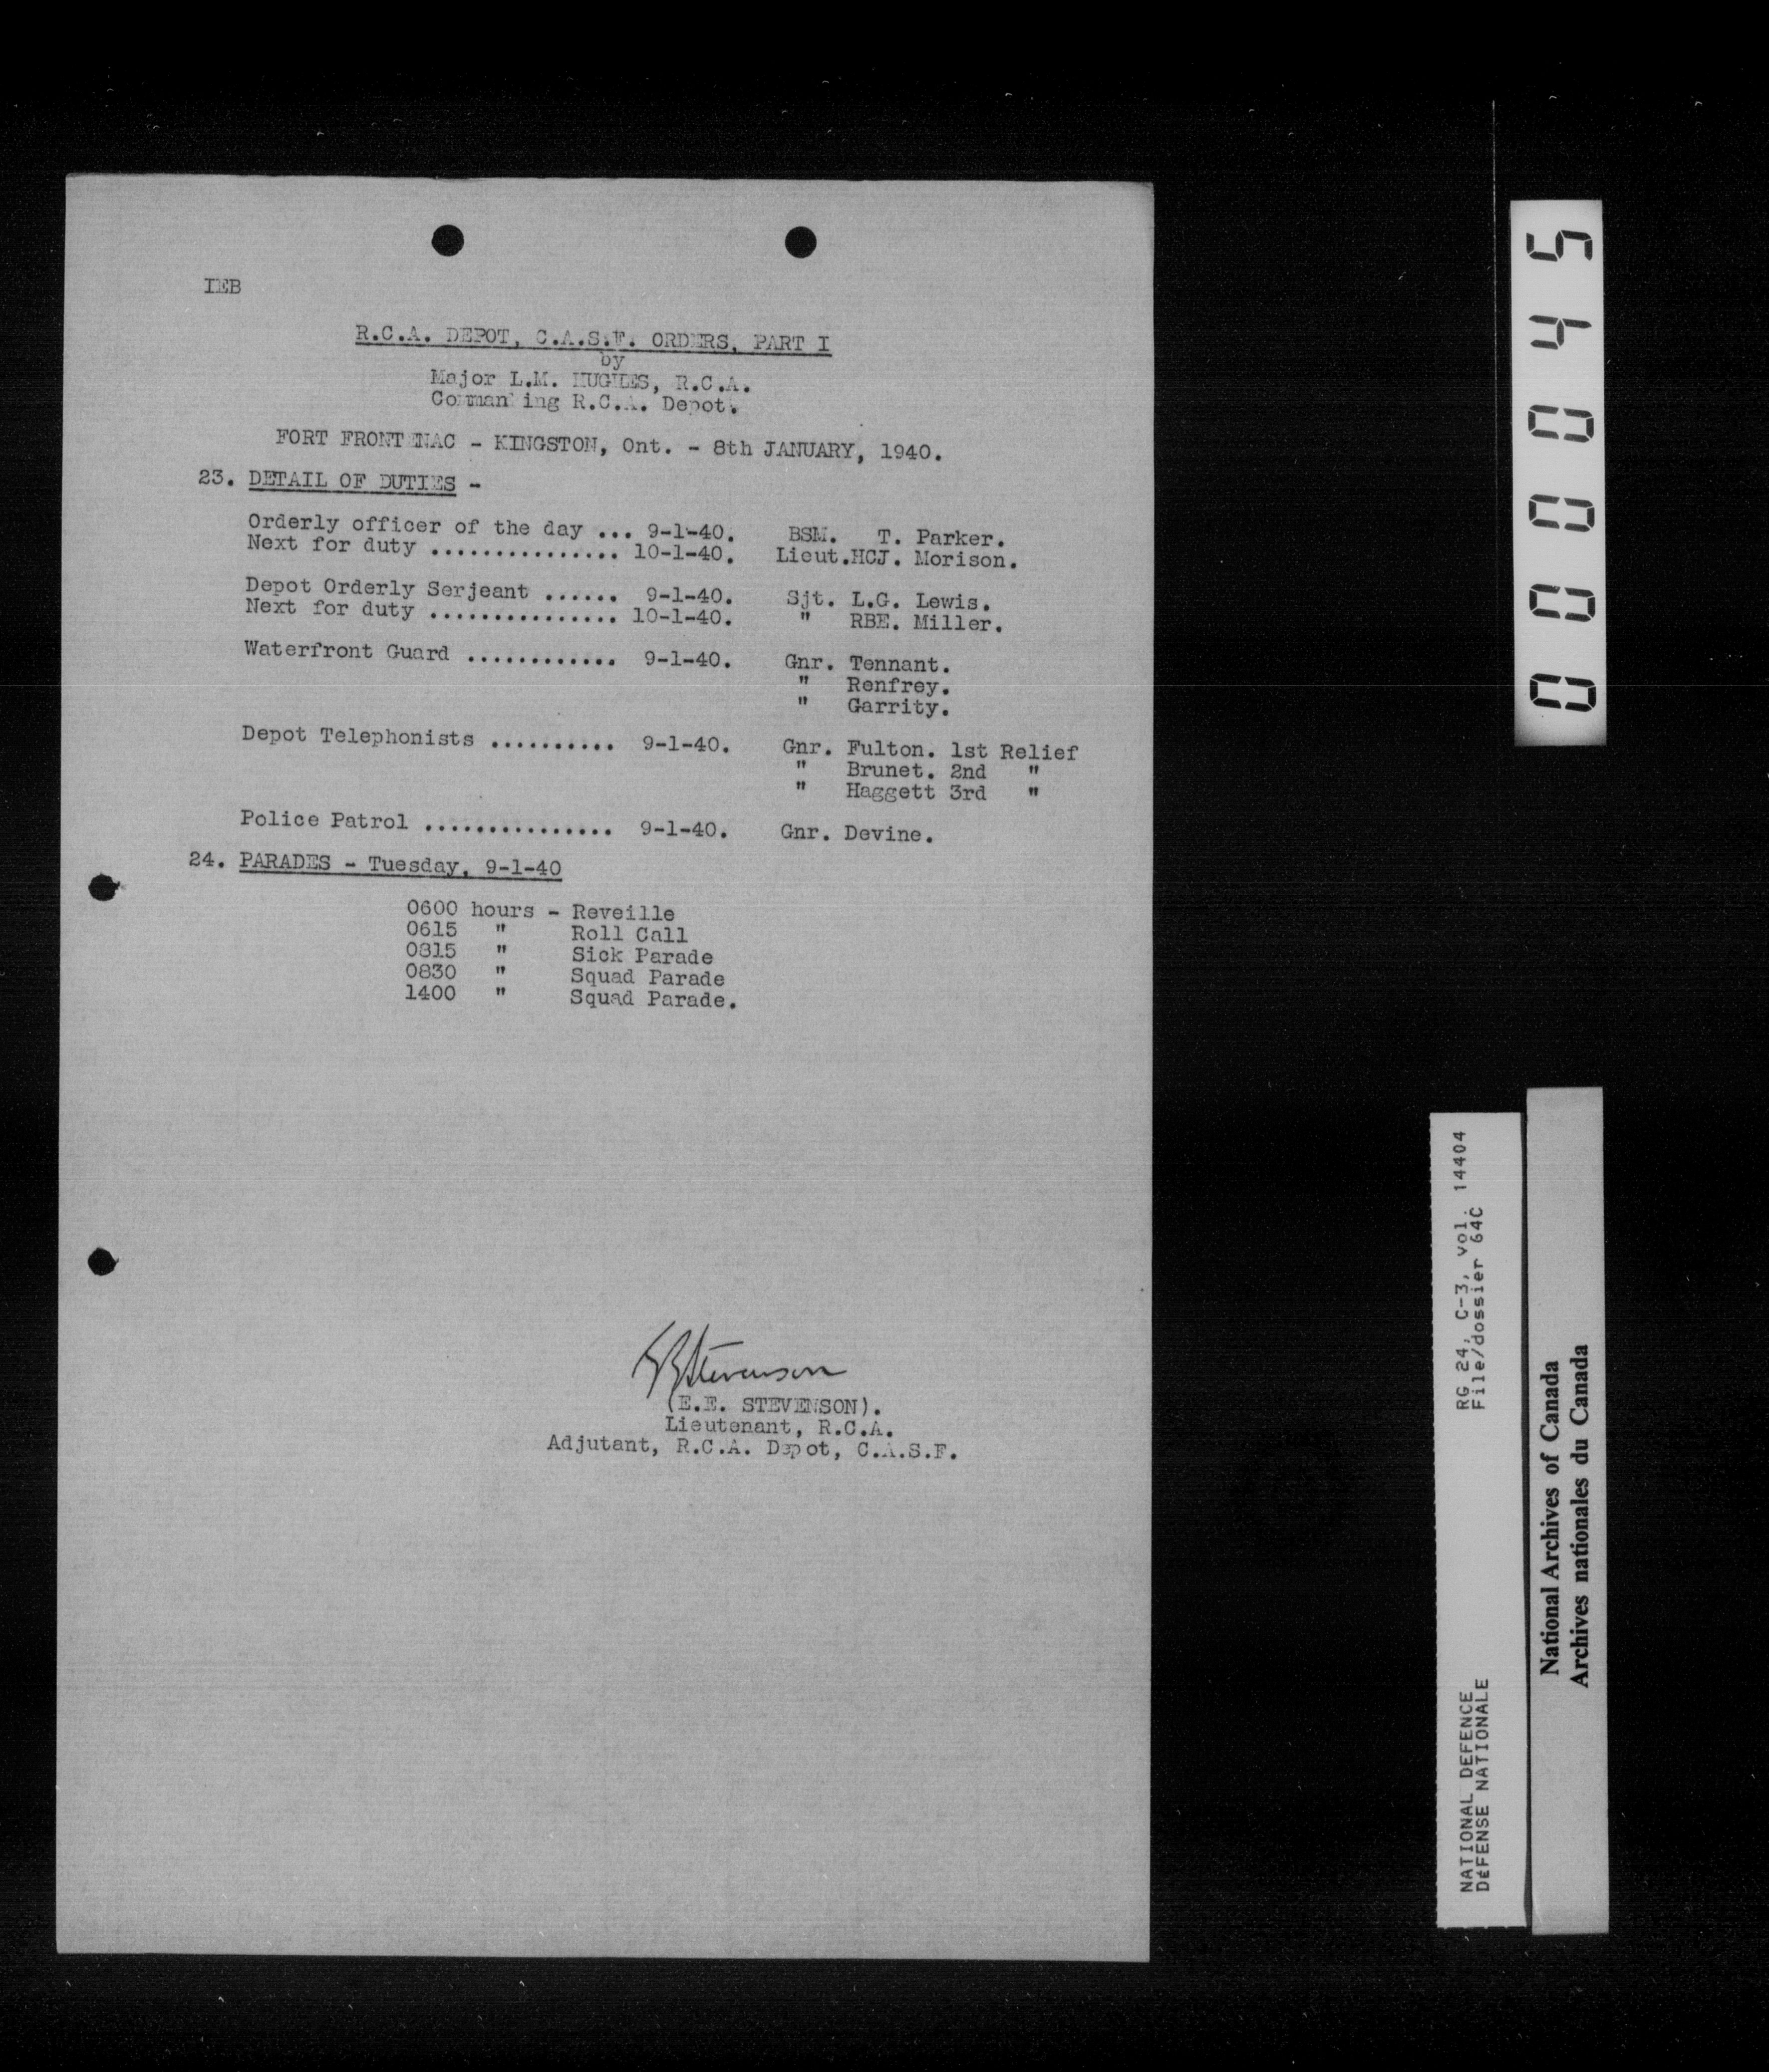 IEB
R.C.A. DEPOT, C.A.S.F. ORDERS, PART I
by
Major L.M. HUGHES, R.C.A.
Commanding R.C.A. Depot.
FORT FRONTENAC - KINGSTON, Ont. - 8th JANUARY, 1940.
23. DETAIL OF DUTIES -
Orderly officer of the day ... 9-1-40. BSM. T. Parker.
Next for duty ............... 10-1-40. Lieut.HCJ. Morison.
Depot Orderly Serjeant ...... 9-1-40. Sjt. L.G. Lewis.
Next for duty ............... 10-1-40. " RBE. Miller.
Waterfront Guard ............ 9-1-40. Gnr. Tennant.
" Renfrey.
" Garrity.
Depot Telephonists .......... 9-1-40. Gnr. Fulton. 1st Relief
" Brunet. 2nd "
" Haggett 3rd "
Police Patrol ............... 9-1-40. Gnr. Devine.
24. PARADES - Tuesday, 9-1-40
0600 hours - Reveille
0615 " Roll Call
0815 " Sick Parade
0830 " Squad Parade
1400 " Squad Parade.
EEStevenson
(E.E. STEVENSON).
Lieutenant, R.C.A.
Adjutant, R.C.A. Depot, C.A.S.F.
00045
NATIONAL DEFENCE RG 24, C-3, vol. 14404
DÉFENSE NATIONALE File/dossier 64C
National Archives of Canada
Archives nationales du Canada